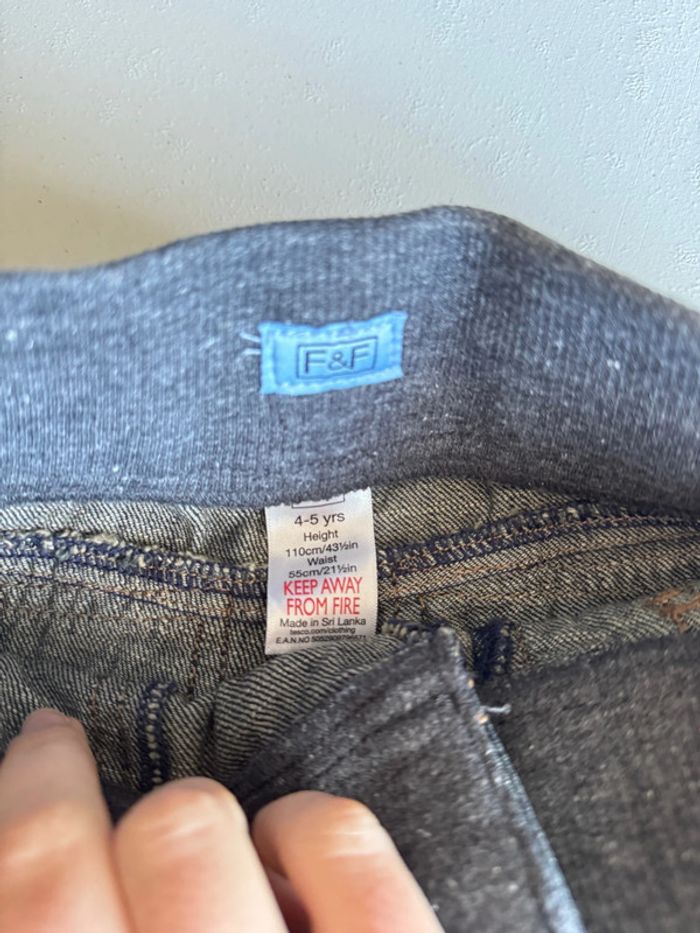 F&F
4-5 yrs
Height
110cm/43½in
Waist
55cm/21½in
KEEP AWAY
FROM FIRE
Made in Sri Lanka
tesco.com/clothing
E.A.N.NO